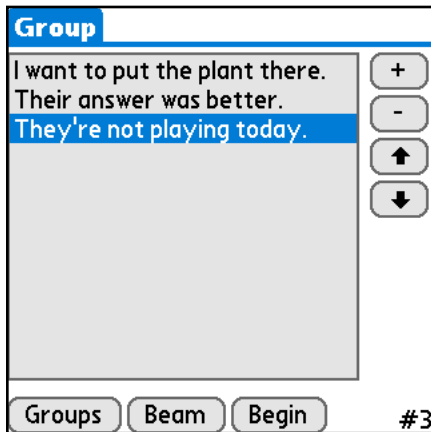 Group
I want to put the plant there.
Their answer was better.
They're not playing today.
+
-
Groups Beam Begin #3